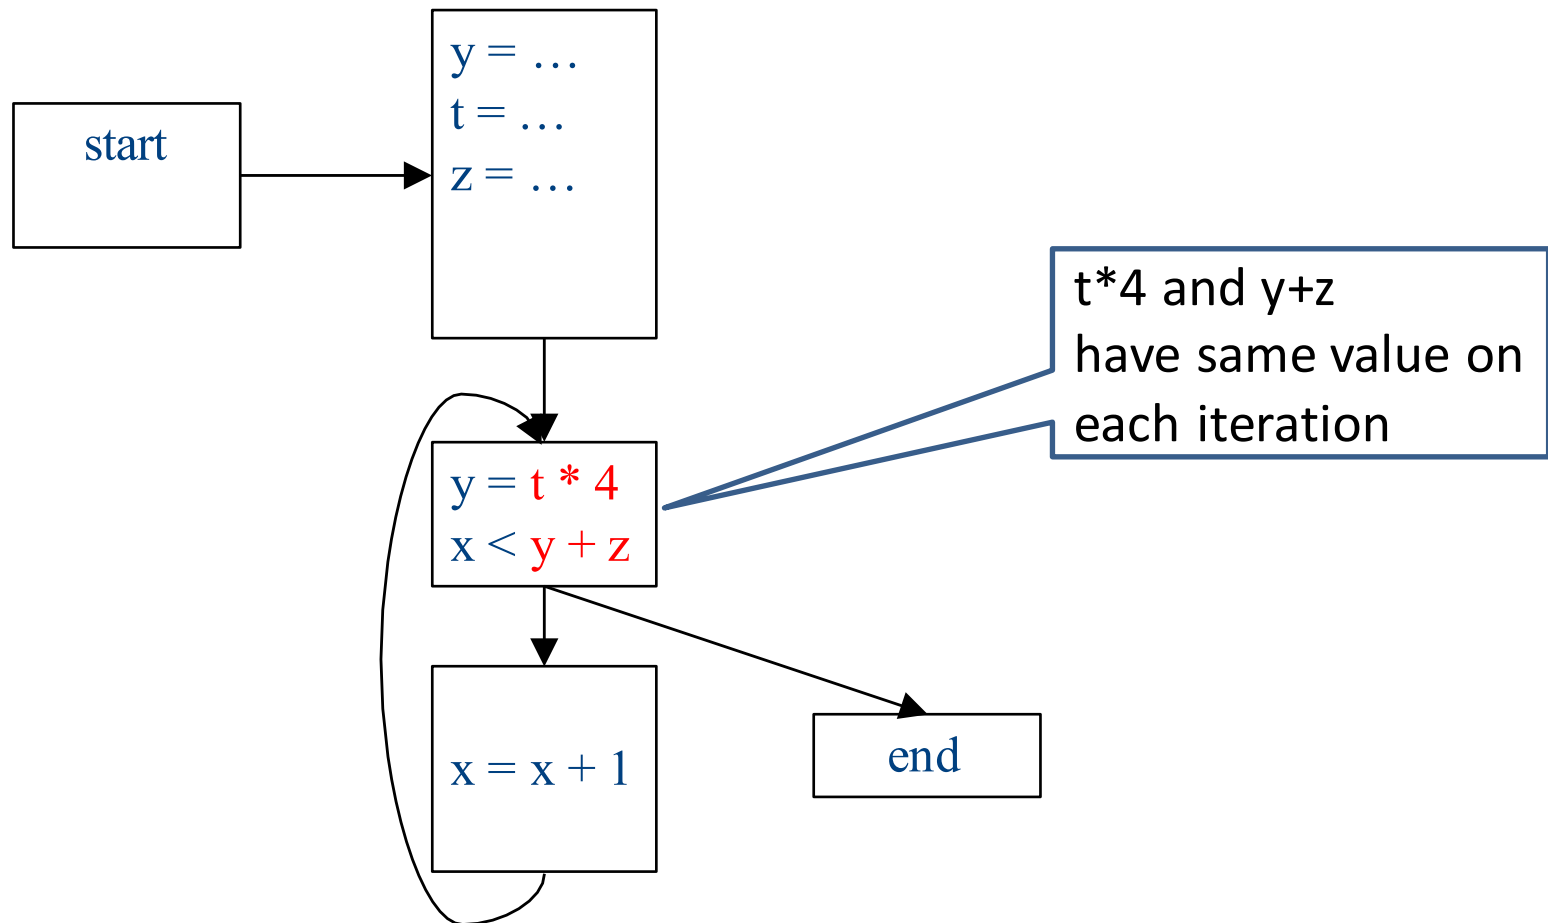 start
y = …
t = …
z = …
t*4 and y+z
have same value on
each iteration
y = t * 4
x < y + z
x = x + 1
end